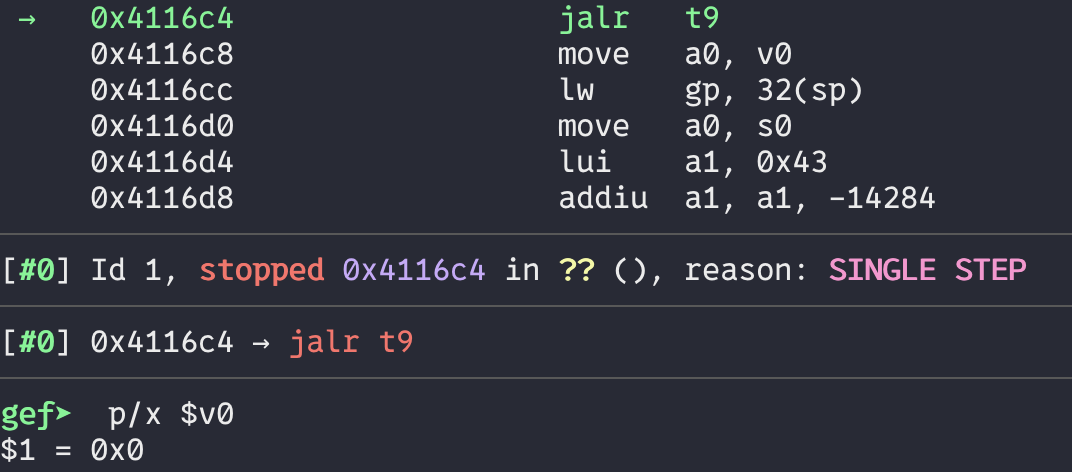 → 0x4116c4 jalr t9
0x4116c8 move a0, v0
0x4116cc lw gp, 32(sp)
0x4116d0 move a0, s0
0x4116d4 lui a1, 0x43
0x4116d8 addiu a1, a1, -14284
[#0] Id 1, stopped 0x4116c4 in ?? (), reason: SINGLE STEP
[#0] 0x4116c4 → jalr t9
gef➤ p/x $v0
$1 = 0x0